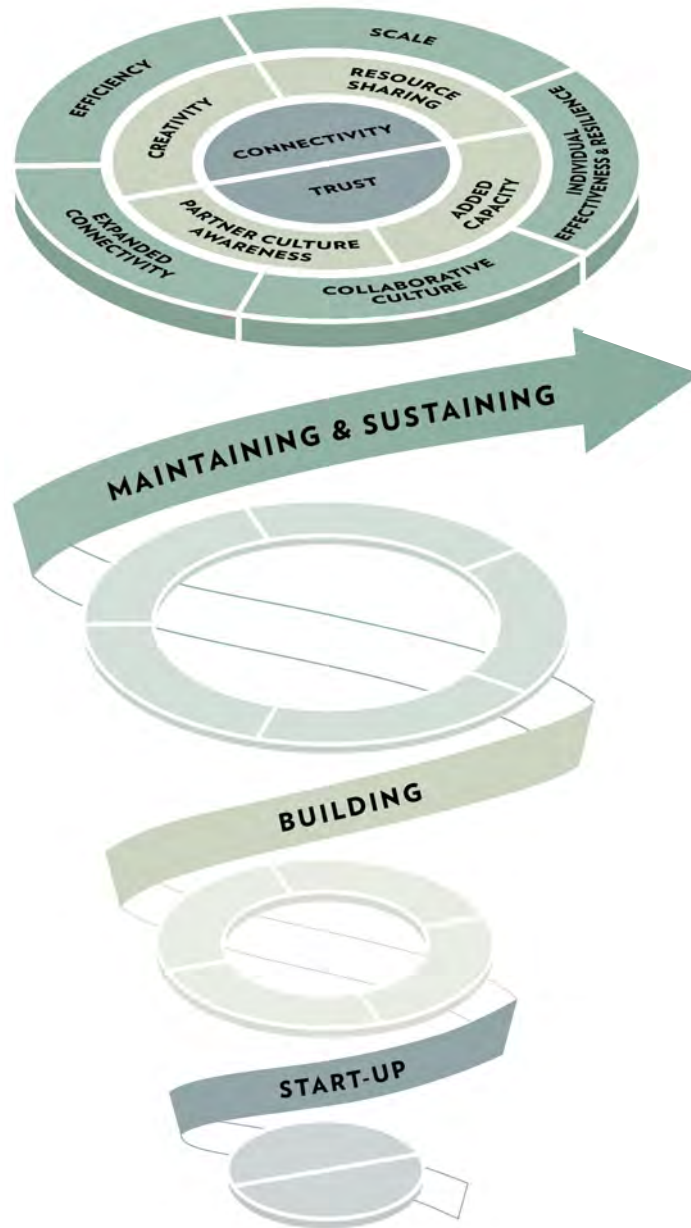 SCALE
EFFICIENCY
RESOURCE
SHARING
CREATIVITY
CONNECTIVITY
TRUST
INDIVIDUAL
EFFECTIVENESS & RESILIENCE
ADDED
CAPACITY
PARTNER CULTURE
AWARENESS
EXPANDED
CONNECTIVITY
COLLABORATIVE
CULTURE
MAINTAINING & SUSTAINING
BUILDING
START-UP